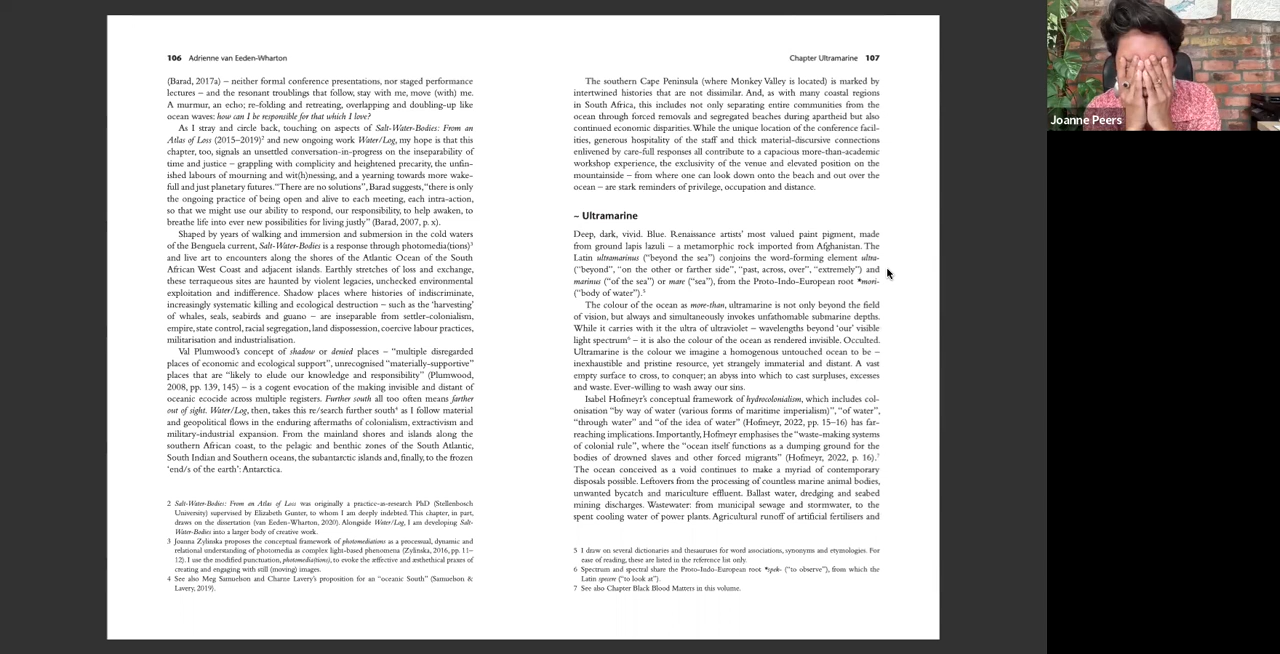 106 Adrienne van Eeden-Wharton
(Barad, 2017a) – neither formal conference presentations, nor staged performance
lectures – and the resonant troublings that follow, stay with me, move (with) me.
A murmur, an echo; re-folding and retreating, overlapping and doubling-up like
ocean waves: how can I be responsible for that which I love?
As I stray and circle back, touching on aspects of Salt-Water-Bodies: From an
Atlas of Loss (2015–2019)2 and new ongoing work Water/Log, my hope is that this
chapter, too, signals an unsettled conversation-in-progress on the inseparability of
time and justice – grappling with complicity and heightened precarity, the unfin-
ished labours of mourning and wit(h)nessing, and a yearning towards more wake-
full and just planetary futures. “There are no solutions”, Barad suggests, “there is only
the ongoing practice of being open and alive to each meeting, each intra-action,
so that we might use our ability to respond, our responsibility, to help awaken, to
breathe life into ever new possibilities for living justly” (Barad, 2007, p. x).
Shaped by years of walking and immersion and submersion in the cold waters
of the Benguela current, Salt-Water-Bodies is a response through photomedia(tions)3
and live art to encounters along the shores of the Atlantic Ocean of the South
African West Coast and adjacent islands. Earthly stretches of loss and exchange,
these terraqueous sites are haunted by violent legacies, unchecked environmental
exploitation and indifference. Shadow places where histories of indiscriminate,
increasingly systematic killing and ecological destruction – such as the ‘harvesting’
of whales, seals, seabirds and guano – are inseparable from settler-colonialism,
empire, state control, racial segregation, land dispossession, coercive labour practices,
militarisation and industrialisation.
Val Plumwood’s concept of shadow or denied places – “multiple disregarded
places of economic and ecological support”, unrecognised “materially-supportive”
places that are “likely to elude our knowledge and responsibility” (Plumwood,
2008, pp. 139, 145) – is a cogent evocation of the making invisible and distant of
oceanic ecocide across multiple registers. Further south all too often means farther
out of sight. Water/Log, then, takes this re/search further south4 as I follow material
and geopolitical flows in the enduring aftermaths of colonialism, extractivism and
military-industrial expansion. From the mainland shores and islands along the
southern African coast, to the pelagic and benthic zones of the South Atlantic,
South Indian and Southern oceans, the subantarctic islands and, finally, to the frozen
‘end/s of the earth’: Antarctica.
2 Salt-Water-Bodies: From an Atlas of Loss was originally a practice-as-research PhD (Stellenbosch
University) supervised by Elizabeth Gunter, to whom I am deeply indebted. This chapter, in part,
draws on the dissertation (van Eeden-Wharton, 2020). Alongside Water/Log, I am developing Salt-
Water-Bodies into a larger body of creative work.
3 Joanna Zylinska proposes the conceptual framework of photomediations as a processual, dynamic and
relational understanding of photomedia as complex light-based phenomena (Zylinska, 2016, pp. 11–
12). I use the modified punctuation, photomedia(tions), to evoke the æffective and æsthethical praxes of
creating and engaging with still (moving) images.
4 See also Meg Samuelson and Charne Lavery’s proposition for an “oceanic South” (Samuelson &
Lavery, 2019).
Chapter Ultramarine 107
The southern Cape Peninsula (where Monkey Valley is located) is marked by
intertwined histories that are not dissimilar. And, as with many coastal regions
in South Africa, this includes not only separating entire communities from the
ocean through forced removals and segregated beaches during apartheid but also
continued economic disparities. While the unique location of the conference facil-
ities, generous hospitality of the staff and thick material-discursive connections
enlivened by care-full responses all contribute to a capacious more-than-academic
workshop experience, the exclusivity of the venue and elevated position on the
mountainside – from where one can look down onto the beach and out over the
ocean – are stark reminders of privilege, occupation and distance.
~ Ultramarine
Deep, dark, vivid. Blue. Renaissance artists’ most valued paint pigment, made
from ground lapis lazuli – a metamorphic rock imported from Afghanistan. The
Latin ultramarinus (“beyond the sea”) conjoins the word-forming element ultra-
(“beyond”, “on the other or farther side”, “past, across, over”, “extremely”) and
marinus (“of the sea”) or mare (“sea”), from the Proto-Indo-European root *mori-
(“body of water”).5
The colour of the ocean as more-than, ultramarine is not only beyond the field
of vision, but always and simultaneously invokes unfathomable submarine depths.
While it carries with it the ultra of ultraviolet – wavelengths beyond ‘our’ visible
light spectrum6 – it is also the colour of the ocean as rendered invisible. Occulted.
Ultramarine is the colour we imagine a homogenous untouched ocean to be –
inexhaustible and pristine resource, yet strangely immaterial and distant. A vast
empty surface to cross, to conquer; an abyss into which to cast surpluses, excesses
and waste. Ever-willing to wash away our sins.
Isabel Hofmeyr’s conceptual framework of hydrocolonialism, which includes col-
onisation “by way of water (various forms of maritime imperialism)”, “of water”,
“through water” and “of the idea of water” (Hofmeyr, 2022, pp. 15–16) has far-
reaching implications. Importantly, Hofmeyr emphasises the “waste-making systems
of colonial rule”, where the “ocean itself functions as a dumping ground for the
bodies of drowned slaves and other forced migrants” (Hofmeyr, 2022, p. 16).7
The ocean conceived as a void continues to make a myriad of contemporary
disposals possible. Leftovers from the processing of countless marine animal bodies,
unwanted bycatch and mariculture effluent. Ballast water, dredging and seabed
mining discharges. Wastewater: from municipal sewage and stormwater, to the
spent cooling water of power plants. Agricultural runoff of artificial fertilisers and
5 I draw on several dictionaries and thesauruses for word associations, synonyms and etymologies. For
ease of reading, these are listed in the reference list only.
6 Spectrum and spectral share the Proto-Indo-European root *spek- (“to observe”), from which the
Latin specere (“to look at”).
7 See also Chapter Black Blood Matters in this volume.
Joanne Peers